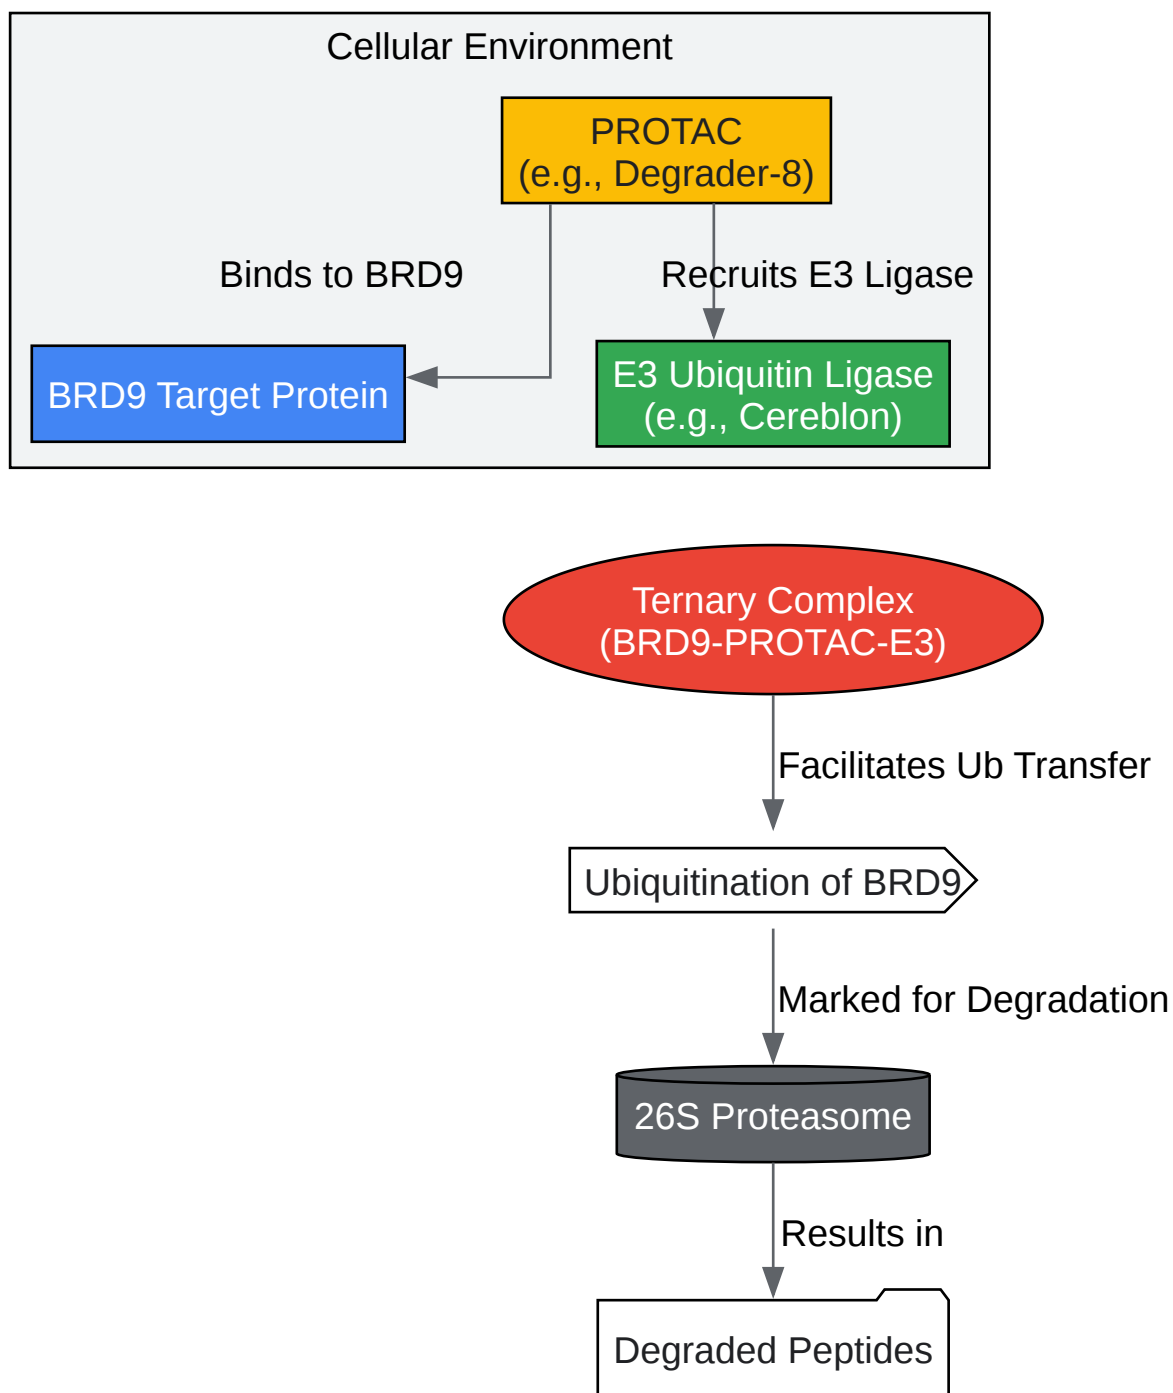 Cellular Environment
PROTAC
(e.g., Degrader-8)
Binds to BRD9
Recruits E3 Ligase
BRD9 Target Protein
E3 Ubiquitin Ligase
(e.g., Cereblon)
Ternary Complex
(BRD9-PROTAC-E3)
Facilitates Ub Transfer
Ubiquitination of BRD9
Marked for Degradation
26S Proteasome
Results in
Degraded Peptides